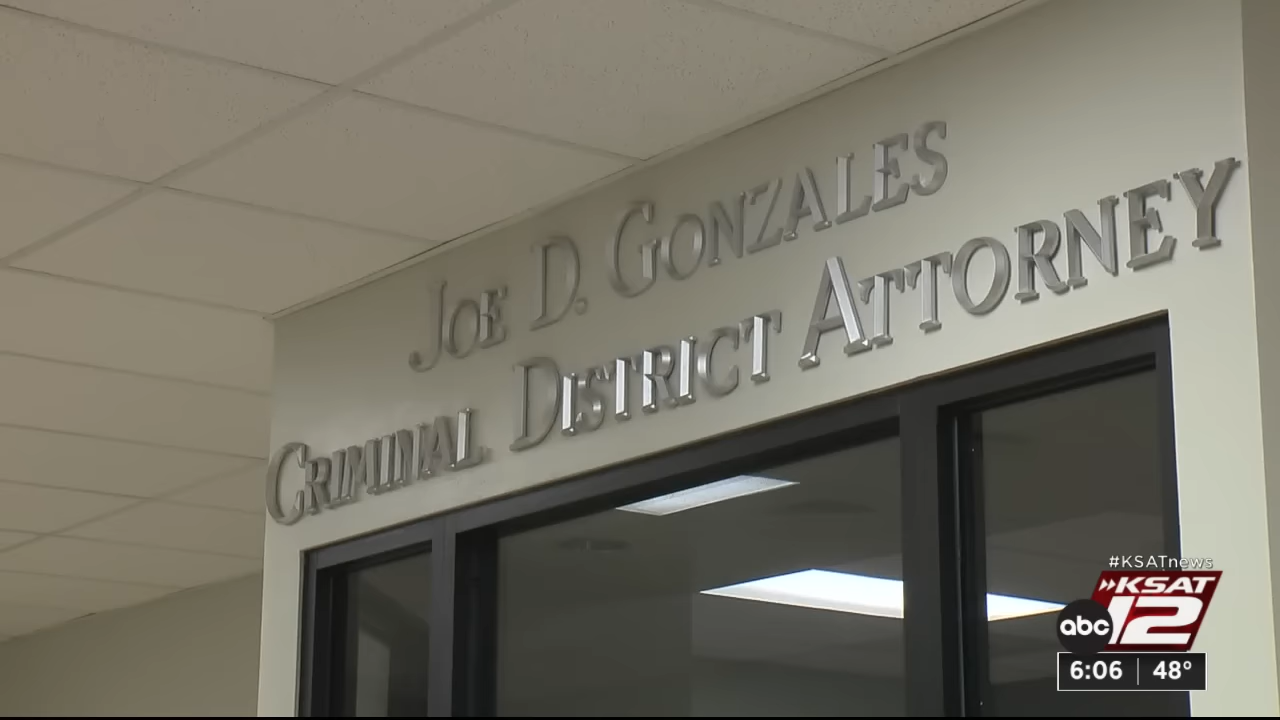 JOE D. GONZALES
CRIMINAL DISTRICT ATTORNEY
#KSATnews
KSAT
abc 12
6:06 48°